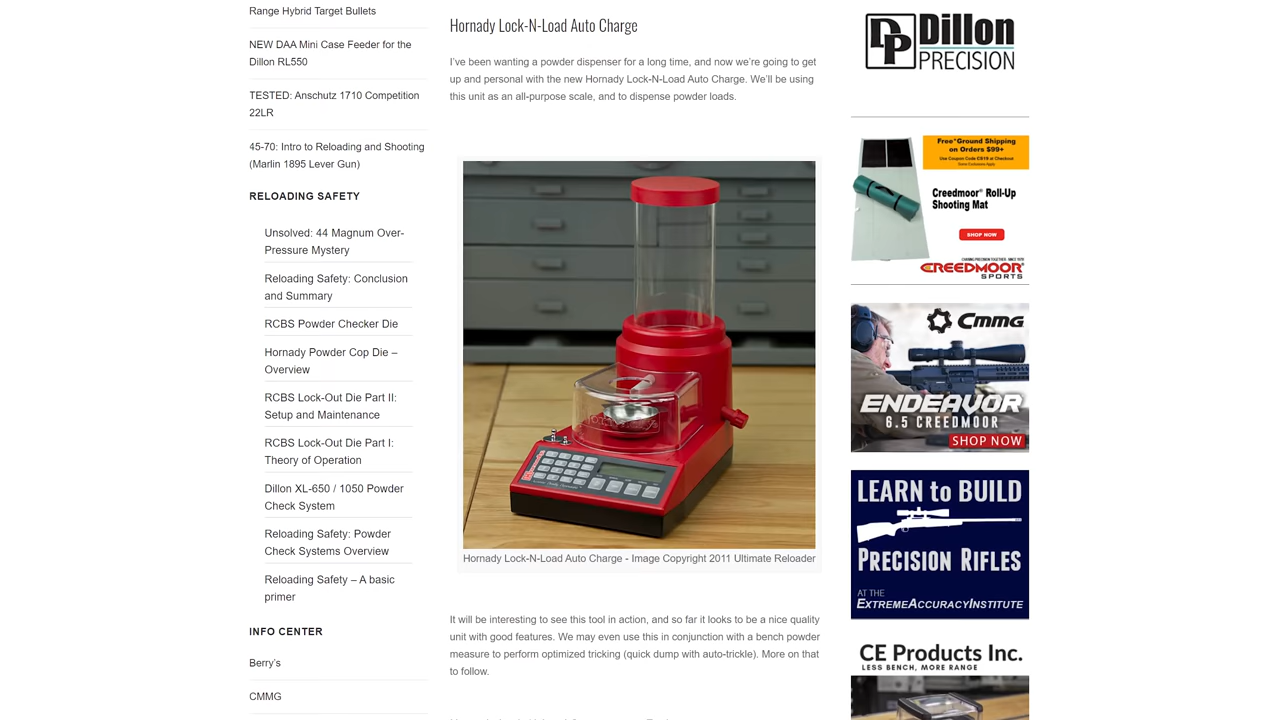 Range Hybrid Target Bullets
NEW DAA Mini Case Feeder for the
Dillon RL550
TESTED: Anschutz 1710 Competition
22LR
45-70: Intro to Reloading and Shooting
(Marlin 1895 Lever Gun)
RELOADING SAFETY
Unsolved: 44 Magnum Over-
Pressure Mystery
Reloading Safety: Conclusion
and Summary
RCBS Powder Checker Die
Hornady Powder Cop Die –
Overview
RCBS Lock-Out Die Part II:
Setup and Maintenance
RCBS Lock-Out Die Part I:
Theory of Operation
Dillon XL-650 / 1050 Powder
Check System
Reloading Safety: Powder
Check Systems Overview
Reloading Safety – A basic
primer
INFO CENTER
Berry's
CMMG
Hornady Lock-N-Load Auto Charge
I've been wanting a powder dispenser for a long time, and now we're going to get
up and personal with the new Hornady Lock-N-Load Auto Charge. We'll be using
this unit as an all-purpose scale, and to dispense powder loads.
Hornady Lock-N-Load Auto Charge - Image Copyright 2011 Ultimate Reloader
It will be interesting to see this tool in action, and so far it looks to be a nice quality
unit with good features. We may even use this in conjunction with a bench powder
measure to perform optimized tricking (quick dump with auto-trickle). More on that
to follow.
DP Dillon
PRECISION
Free* Ground Shipping
on Orders $99+
Use Coupon Code CS19 at Checkout
Creedmoor® Roll-Up
Shooting Mat
SHOP NOW
CREEDMOOR
SPORTS
CMMG
ENDEAVOR
6.5 CREEDMOOR
SHOP NOW
LEARN to BUILD
PRECISION RIFLES
AT THE
EXTREMEACCURACYINSTITUTE
CE Products Inc.
LESS BENCH, MORE RANGE